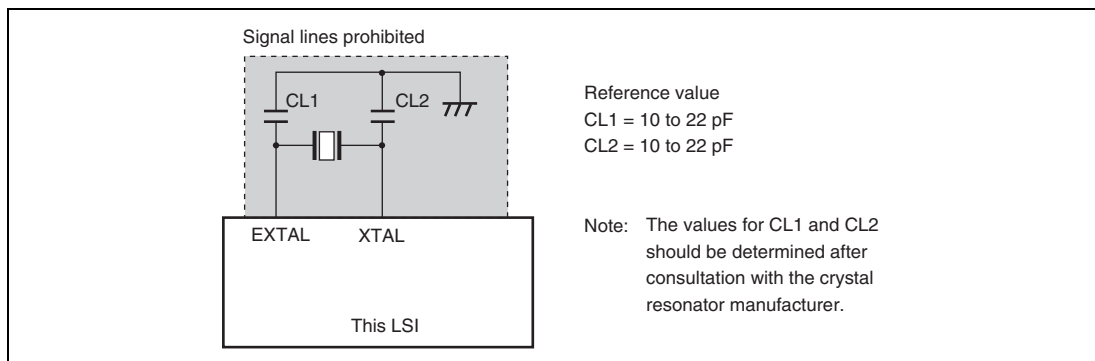 Signal lines prohibited
CL1
CL2
Reference value
CL1 = 10 to 22 pF
CL2 = 10 to 22 pF
EXTAL
XTAL
This LSI
Note: The values for CL1 and CL2
should be determined after
consultation with the crystal
resonator manufacturer.